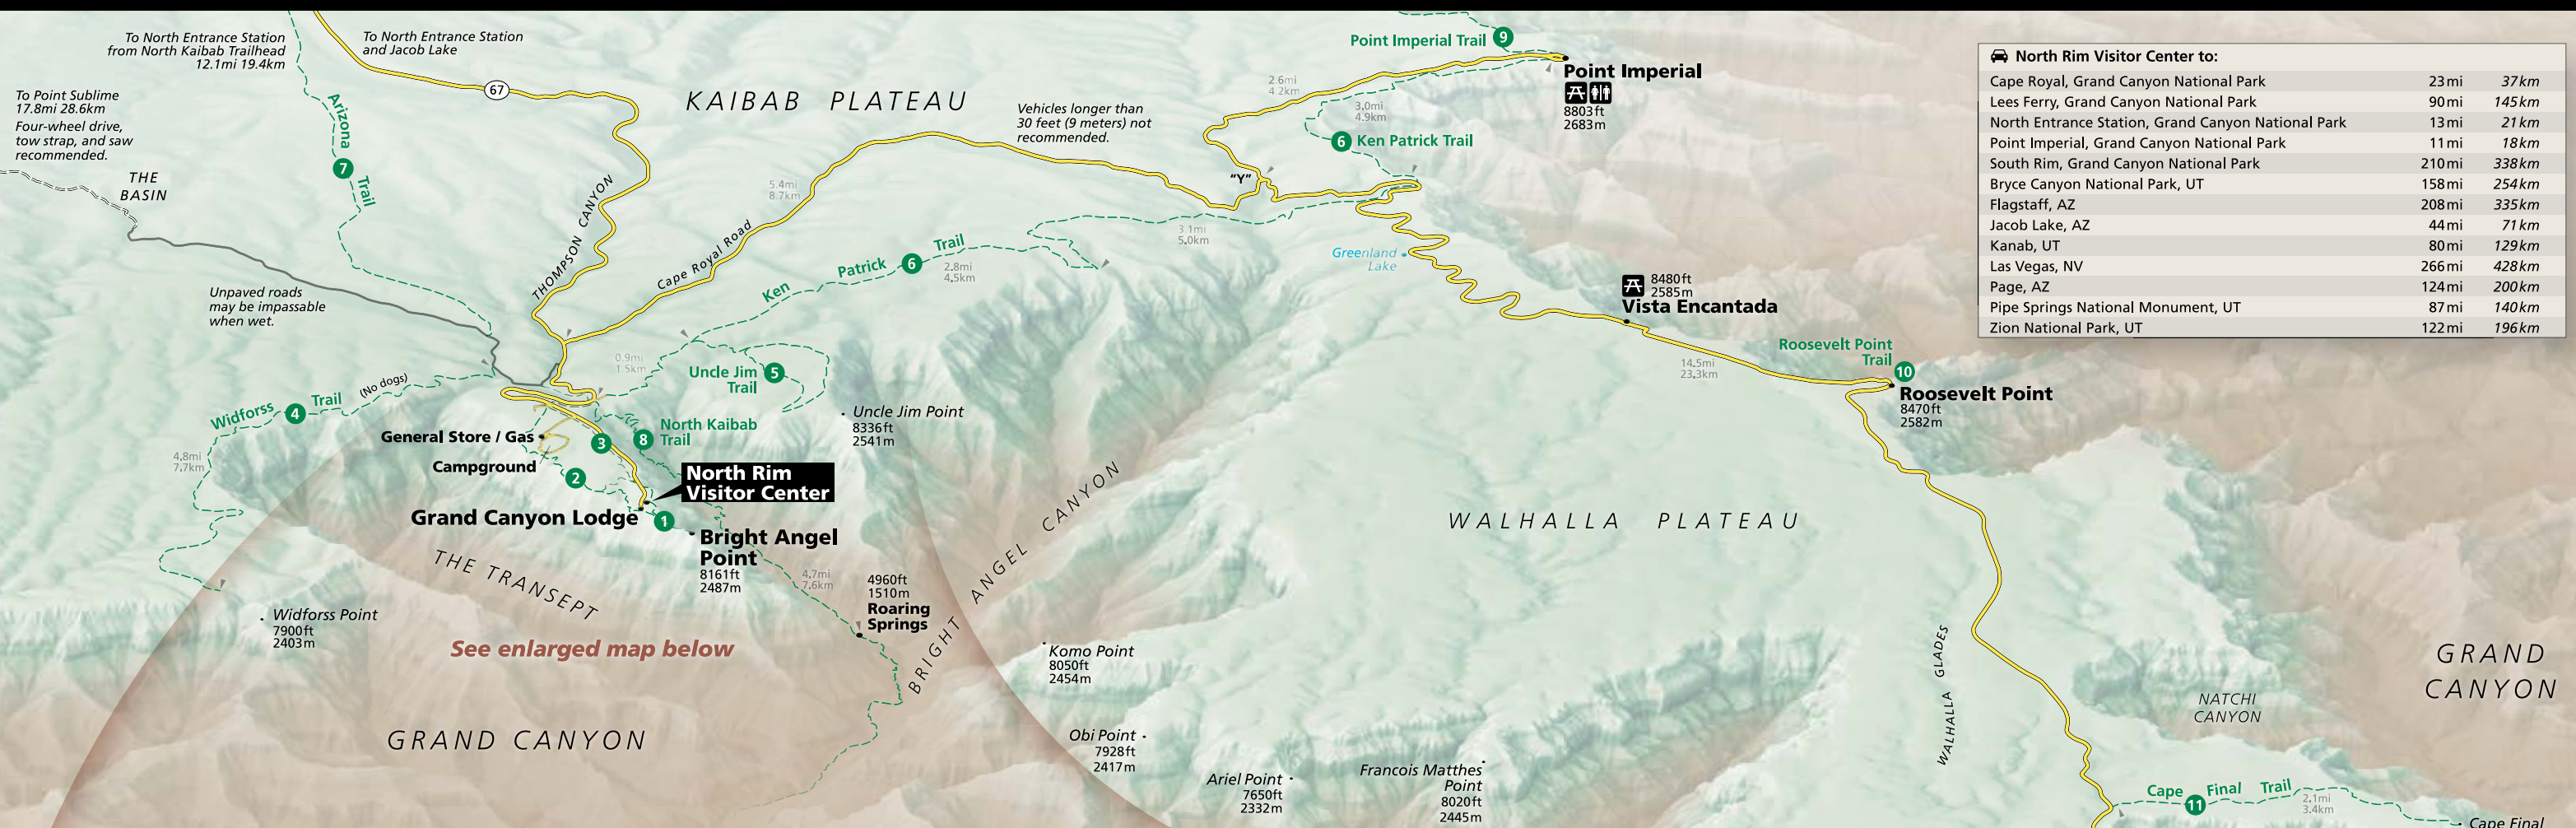 To North Entrance Station
from North Kaibab Trailhead
12.1mi 19.4km
To North Entrance Station
and Jacob Lake
67
To Point Sublime
17.8mi 28.6km
Four-wheel drive,
tow strap, and saw
recommended.
THE
BASIN
Arizona
7
Trail
KAIBAB PLATEAU
Vehicles longer than
30 feet (9 meters) not
recommended.
Point Imperial Trail 9
2.6mi
4.2km
Point Imperial
8803ft
2683m
3.0mi
4.9km
6 Ken Patrick Trail
"Y"
5.4mi
8.7km
THOMPSON CANYON
Cape Royal Road
Unpaved roads
may be impassable
when wet.
Ken Patrick 6 Trail
2.8mi
4.5km
3.1mi
5.0km
Greenland
Lake
8480ft
2585m
Vista Encantada
14.5mi
23.3km
Roosevelt Point
Trail
10
Roosevelt Point
8470ft
2582m
0.9mi
1.5km
Uncle Jim
Trail
5
Uncle Jim Point
8336ft
2541m
Widforss 4 Trail
(No dogs)
4.8mi
7.7km
General Store / Gas
Campground
3
8
North Kaibab
Trail
2
North Rim
Visitor Center
Grand Canyon Lodge
1
Bright Angel
Point
8161ft
2487m
4.7mi
7.6km
4960ft
1510m
Roaring
Springs
THE TRANSEPT
Widforss Point
7900ft
2403m
See enlarged map below
GRAND CANYON
BRIGHT ANGEL CANYON
Komo Point
8050ft
2454m
Obi Point
7928ft
2417m
Ariel Point
7650ft
2332m
Francois Matthes
Point
8020ft
2445m
WALHALLA PLATEAU
WALHALLA GLADES
NATCHI
CANYON
GRAND
CANYON
Cape 11 Final Trail
2.1mi
3.4km
Cape Final
North Rim Visitor Center to:
Cape Royal, Grand Canyon National Park 23mi 37km
Lees Ferry, Grand Canyon National Park 90mi 145km
North Entrance Station, Grand Canyon National Park 13mi 21km
Point Imperial, Grand Canyon National Park 11mi 18km
South Rim, Grand Canyon National Park 210mi 338km
Bryce Canyon National Park, UT 158mi 254km
Flagstaff, AZ 208mi 335km
Jacob Lake, AZ 44mi 71km
Kanab, UT 80mi 129km
Las Vegas, NV 266mi 428km
Page, AZ 124mi 200km
Pipe Springs National Monument, UT 87mi 140km
Zion National Park, UT 122mi 196km